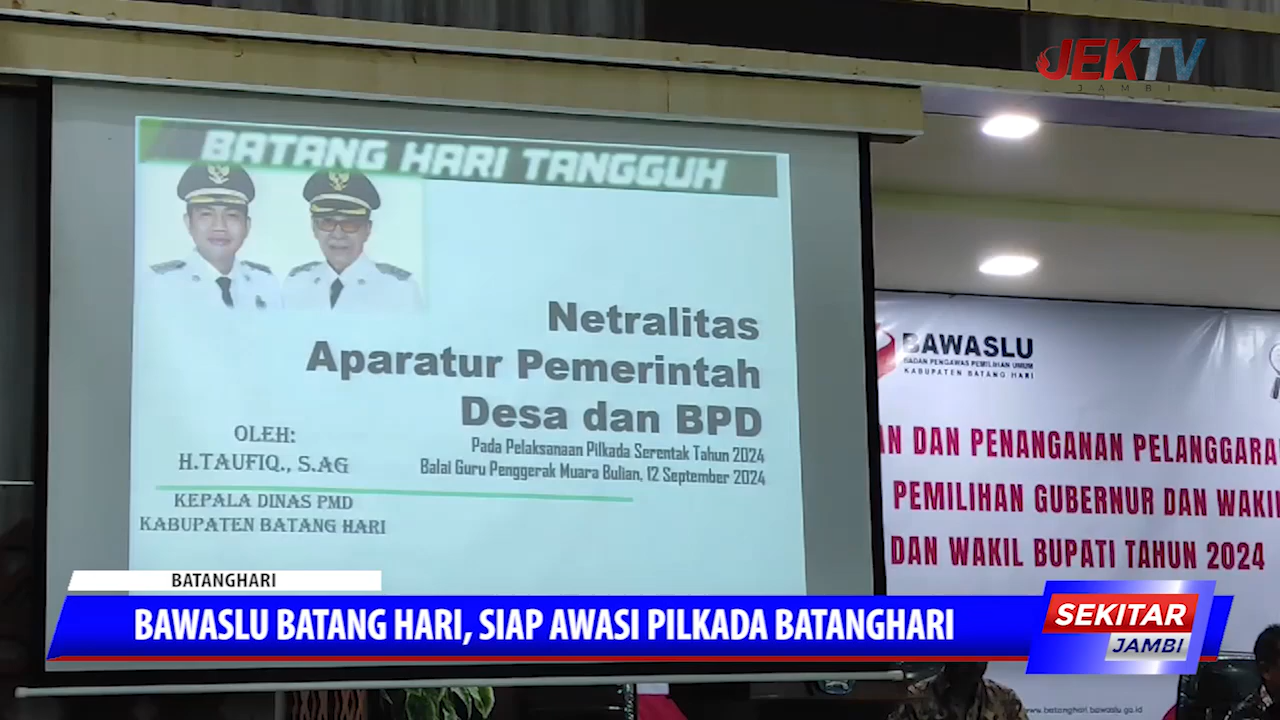 JEKTV
JAMBI
BATANG HARI TANGGUH
Netralitas
Aparatur Pemerintah
Desa dan BPD
Pada Pelaksanaan Pilkada Serentak Tahun 2024
Balai Guru Penggerak Muara Bulian, 12 September 2024
OLEH:
H.TAUFIQ., S.AG
KEPALA DINAS PMD
KABUPATEN BATANG HARI
BAWASLU
BADAN PENGAWAS PEMILIHAN UMUM
KABUPATEN BATANG HARI
AN DAN PENANGANAN PELANGGARA
PEMILIHAN GUBERNUR DAN WAKIL
DAN WAKIL BUPATI TAHUN 2024
BATANGHARI
BAWASLU BATANG HARI, SIAP AWASI PILKADA BATANGHARI
SEKITAR
JAMBI
www.batanghari.bawaslu.go.id